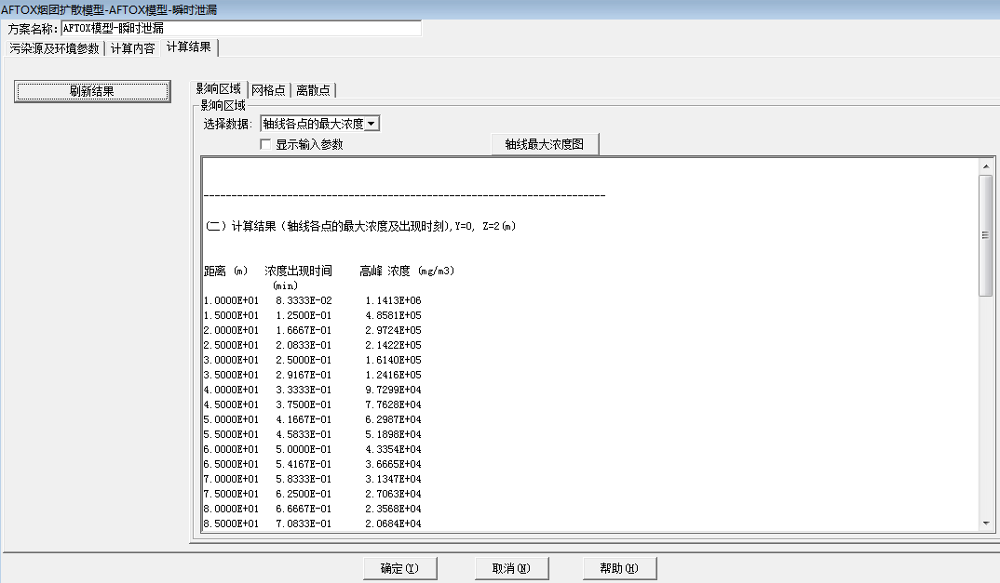 AFTOX烟团扩散模型-AFTOX模型-瞬时泄漏
方案名称: AFTOX模型-瞬时泄漏
污染源及环境参数 计算内容 计算结果
刷新结果
影响区域 网格点 离散点
影响区域
选择数据: 轴线各点的最大浓度
显示输入参数 轴线最大浓度图
------------------------------------------------------------------------
(二) 计算结果(轴线各点的最大浓度及出现时刻),Y=0, Z=2(m)
距离 (m) 浓度出现时间 高峰 浓度 (mg/m3)
(min)
1.0000E+01 8.3333E-02 1.1413E+06
1.5000E+01 1.2500E-01 4.8581E+05
2.0000E+01 1.6667E-01 2.9724E+05
2.5000E+01 2.0833E-01 2.1422E+05
3.0000E+01 2.5000E-01 1.6140E+05
3.5000E+01 2.9167E-01 1.2416E+05
4.0000E+01 3.3333E-01 9.7299E+04
4.5000E+01 3.7500E-01 7.7628E+04
5.0000E+01 4.1667E-01 6.2987E+04
5.5000E+01 4.5833E-01 5.1898E+04
6.0000E+01 5.0000E-01 4.3354E+04
6.5000E+01 5.4167E-01 3.6665E+04
7.0000E+01 5.8333E-01 3.1347E+04
7.5000E+01 6.2500E-01 2.7063E+04
8.0000E+01 6.6667E-01 2.3568E+04
8.5000E+01 7.0833E-01 2.0684E+04
确定(Y) 取消(N) 帮助(H)